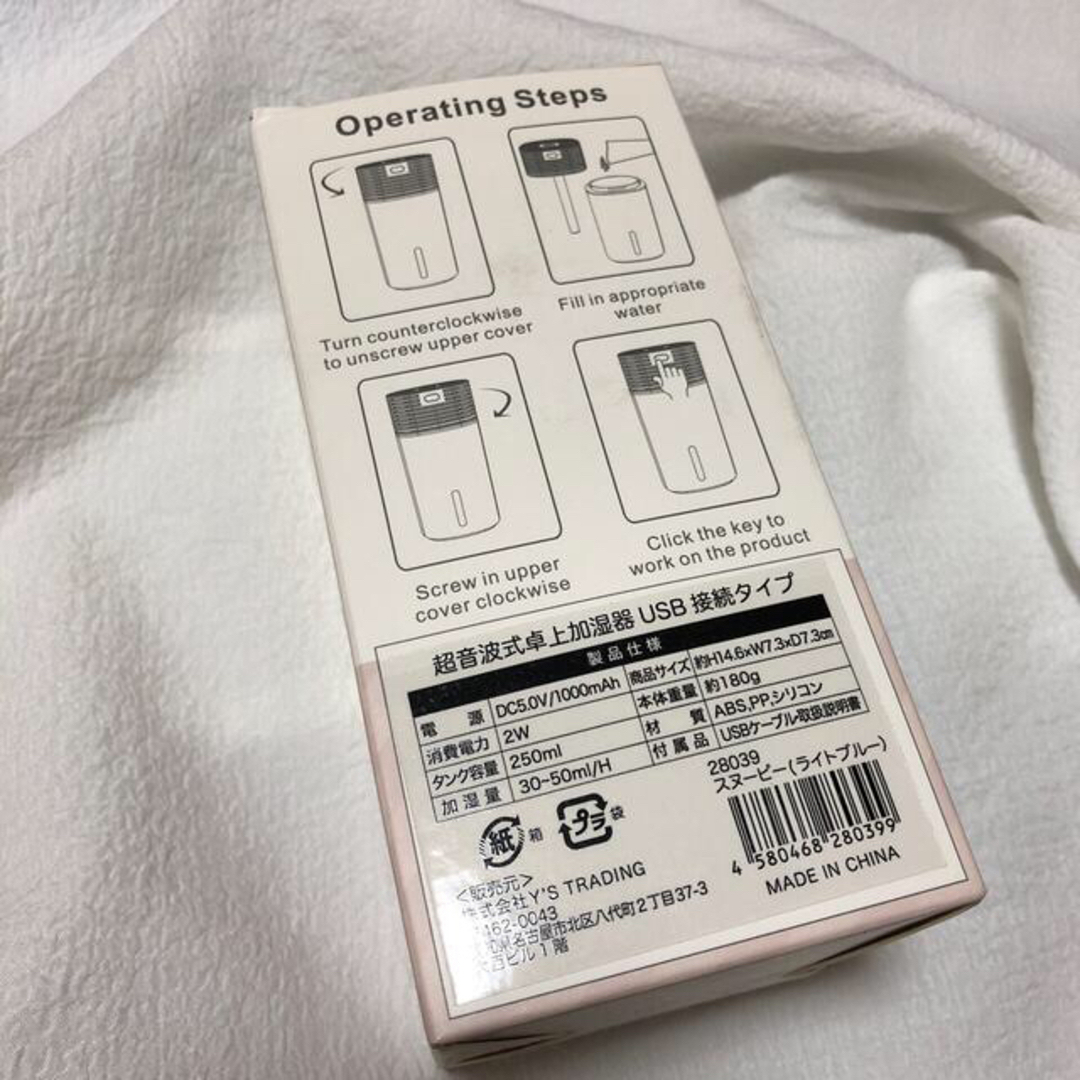 Operating Steps
Turn counterclockwise
to unscrew upper cover
Fill in appropriate
water
Screw in upper
cover clockwise
Click the key to
work on the product
超音波式卓上加湿器 USB 接続タイプ
製品仕様
電源 DC5.0V/1000mAh 商品サイズ 約H14.6xW7.3xD7.3cm
消費電力 2W 本体重量 約180g
タンク容量 250ml 材質 ABS,PP,シリコン
加湿量 30~50ml/H 付属品 USBケーブル取扱説明書
紙 箱 プラ 袋
28039
スヌーピー(ライトブルー)
4 580468 280399
MADE IN CHINA
<販売元>
株式会社Y'S TRADING
462-0043
名古屋市北区八代町2丁目37-3
西ビル1階